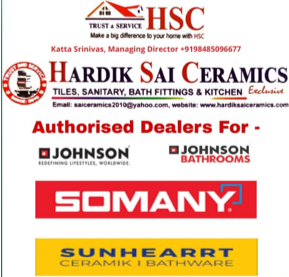 HSC
TRUST & SERVICE
Make a big difference to your home with HSC
Katta Srinivas, Managing Director +919485096677
HARDIK SAI CERAMICS
TILES, SANITARY, BATH FITTINGS & KITCHEN Exclusive
Email: saiceramics2010@yahoo.com, website: www.hardiksaiceramics.com
Authorised Dealers For -
JOHNSON
REDEFINING LIFESTYLES, WORLDWIDE.
JOHNSON
BATHROOMS
SOMANY
SUNHEARRT
CERAMIK I BATHWARE